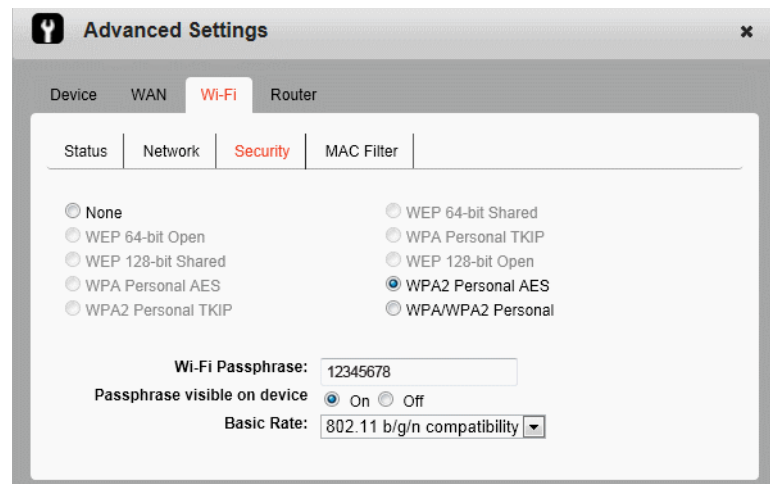 Advanced Settings
Device WAN Wi-Fi Router
Status Network Security MAC Filter
None WEP 64-bit Shared
WEP 64-bit Open WPA Personal TKIP
WEP 128-bit Shared WEP 128-bit Open
WPA Personal AES WPA2 Personal AES
WPA2 Personal TKIP WPA/WPA2 Personal
Wi-Fi Passphrase: 12345678
Passphrase visible on device On Off
Basic Rate: 802.11 b/g/n compatibility